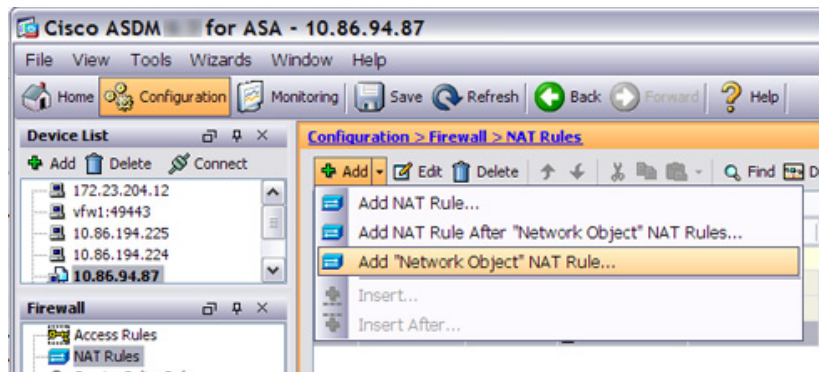 Cisco ASDM for ASA - 10.86.94.87
File View Tools Wizards Window Help
Home Configuration Monitoring Save Refresh Back Forward Help
Device List
Add Delete Connect
172.23.204.12
vfw1:49443
10.86.194.225
10.86.194.224
10.86.94.87
Firewall
Access Rules
NAT Rules
Configuration > Firewall > NAT Rules
Add Edit Delete Find D
Add NAT Rule...
Add NAT Rule After "Network Object" NAT Rules...
Add "Network Object" NAT Rule...
Insert...
Insert After...